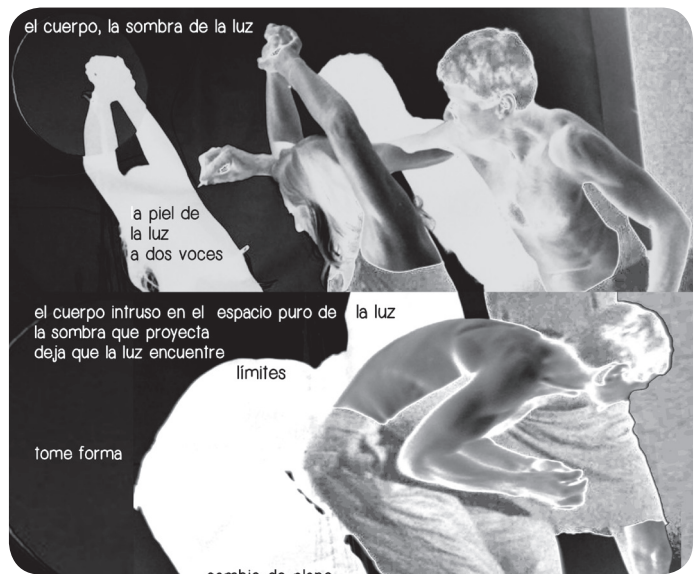 el cuerpo, la sombra de la luz
la piel de
la luz
a dos voces
el cuerpo intruso en el espacio puro de la luz
la sombra que proyecta
deja que la luz encuentre
límites
tome forma